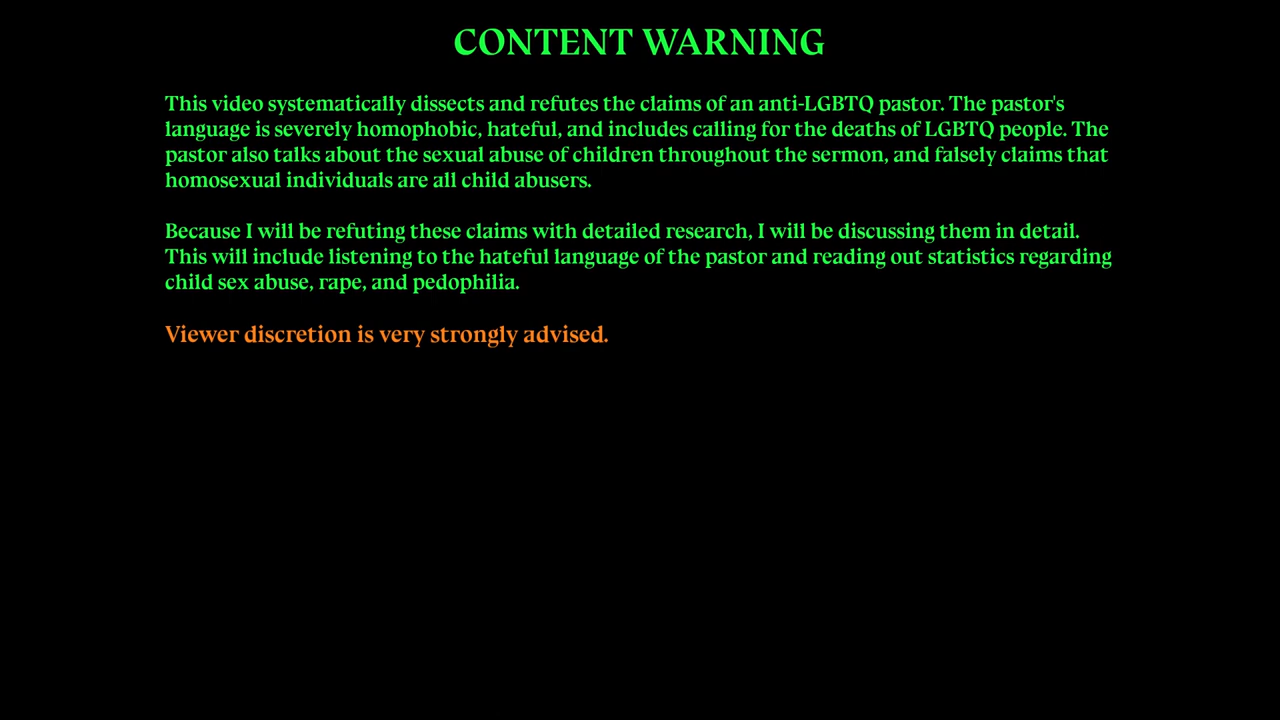 CONTENT WARNING
This video systematically dissects and refutes the claims of an anti-LGBTQ pastor. The pastor's
language is severely homophobic, hateful, and includes calling for the deaths of LGBTQ people. The
pastor also talks about the sexual abuse of children throughout the sermon, and falsely claims that
homosexual individuals are all child abusers.
Because I will be refuting these claims with detailed research, I will be discussing them in detail.
This will include listening to the hateful language of the pastor and reading out statistics regarding
child sex abuse, rape, and pedophilia.
Viewer discretion is very strongly advised.